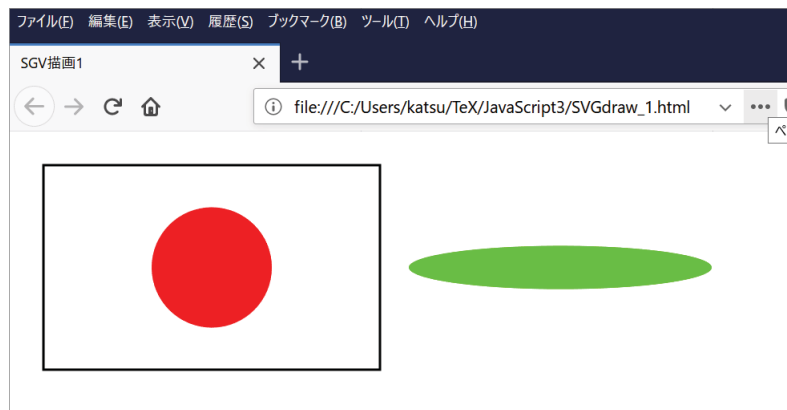 ファイル(F) 編集(E) 表示(V) 履歴(S) ブックマーク(B) ツール(T) ヘルプ(H)
SGV描画1
file:///C:/Users/katsu/TeX/JavaScript3/SVGdraw_1.html